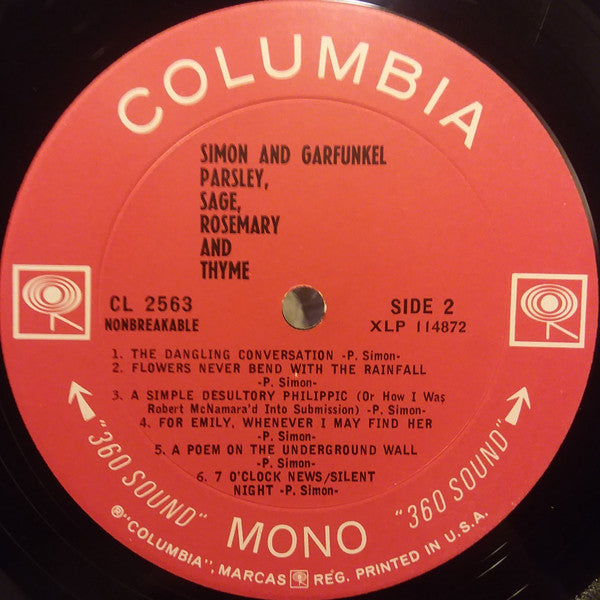 COLUMBIA
SIMON AND GARFUNKEL
PARSLEY,
SAGE,
ROSEMARY
AND
THYME
CL 2563
NONBREAKABLE
SIDE 2
XLP 114872
1. THE DANGLING CONVERSATION -P. Simon-
2. FLOWERS NEVER BEND WITH THE RAINFALL
-P. Simon-
3. A SIMPLE DESULTORY PHILIPPIC (Or How I Was
Robert McNamara'd Into Submission) -P. Simon-
4. FOR EMILY, WHENEVER I MAY FIND HER
-P. Simon-
5. A POEM ON THE UNDERGROUND WALL
-P. Simon-
6. 7 O'CLOCK NEWS/SILENT
NIGHT -P. Simon-
"360 SOUND"
MONO
"360 SOUND"
℗"COLUMBIA", MARCAS REG. PRINTED IN U.S.A.